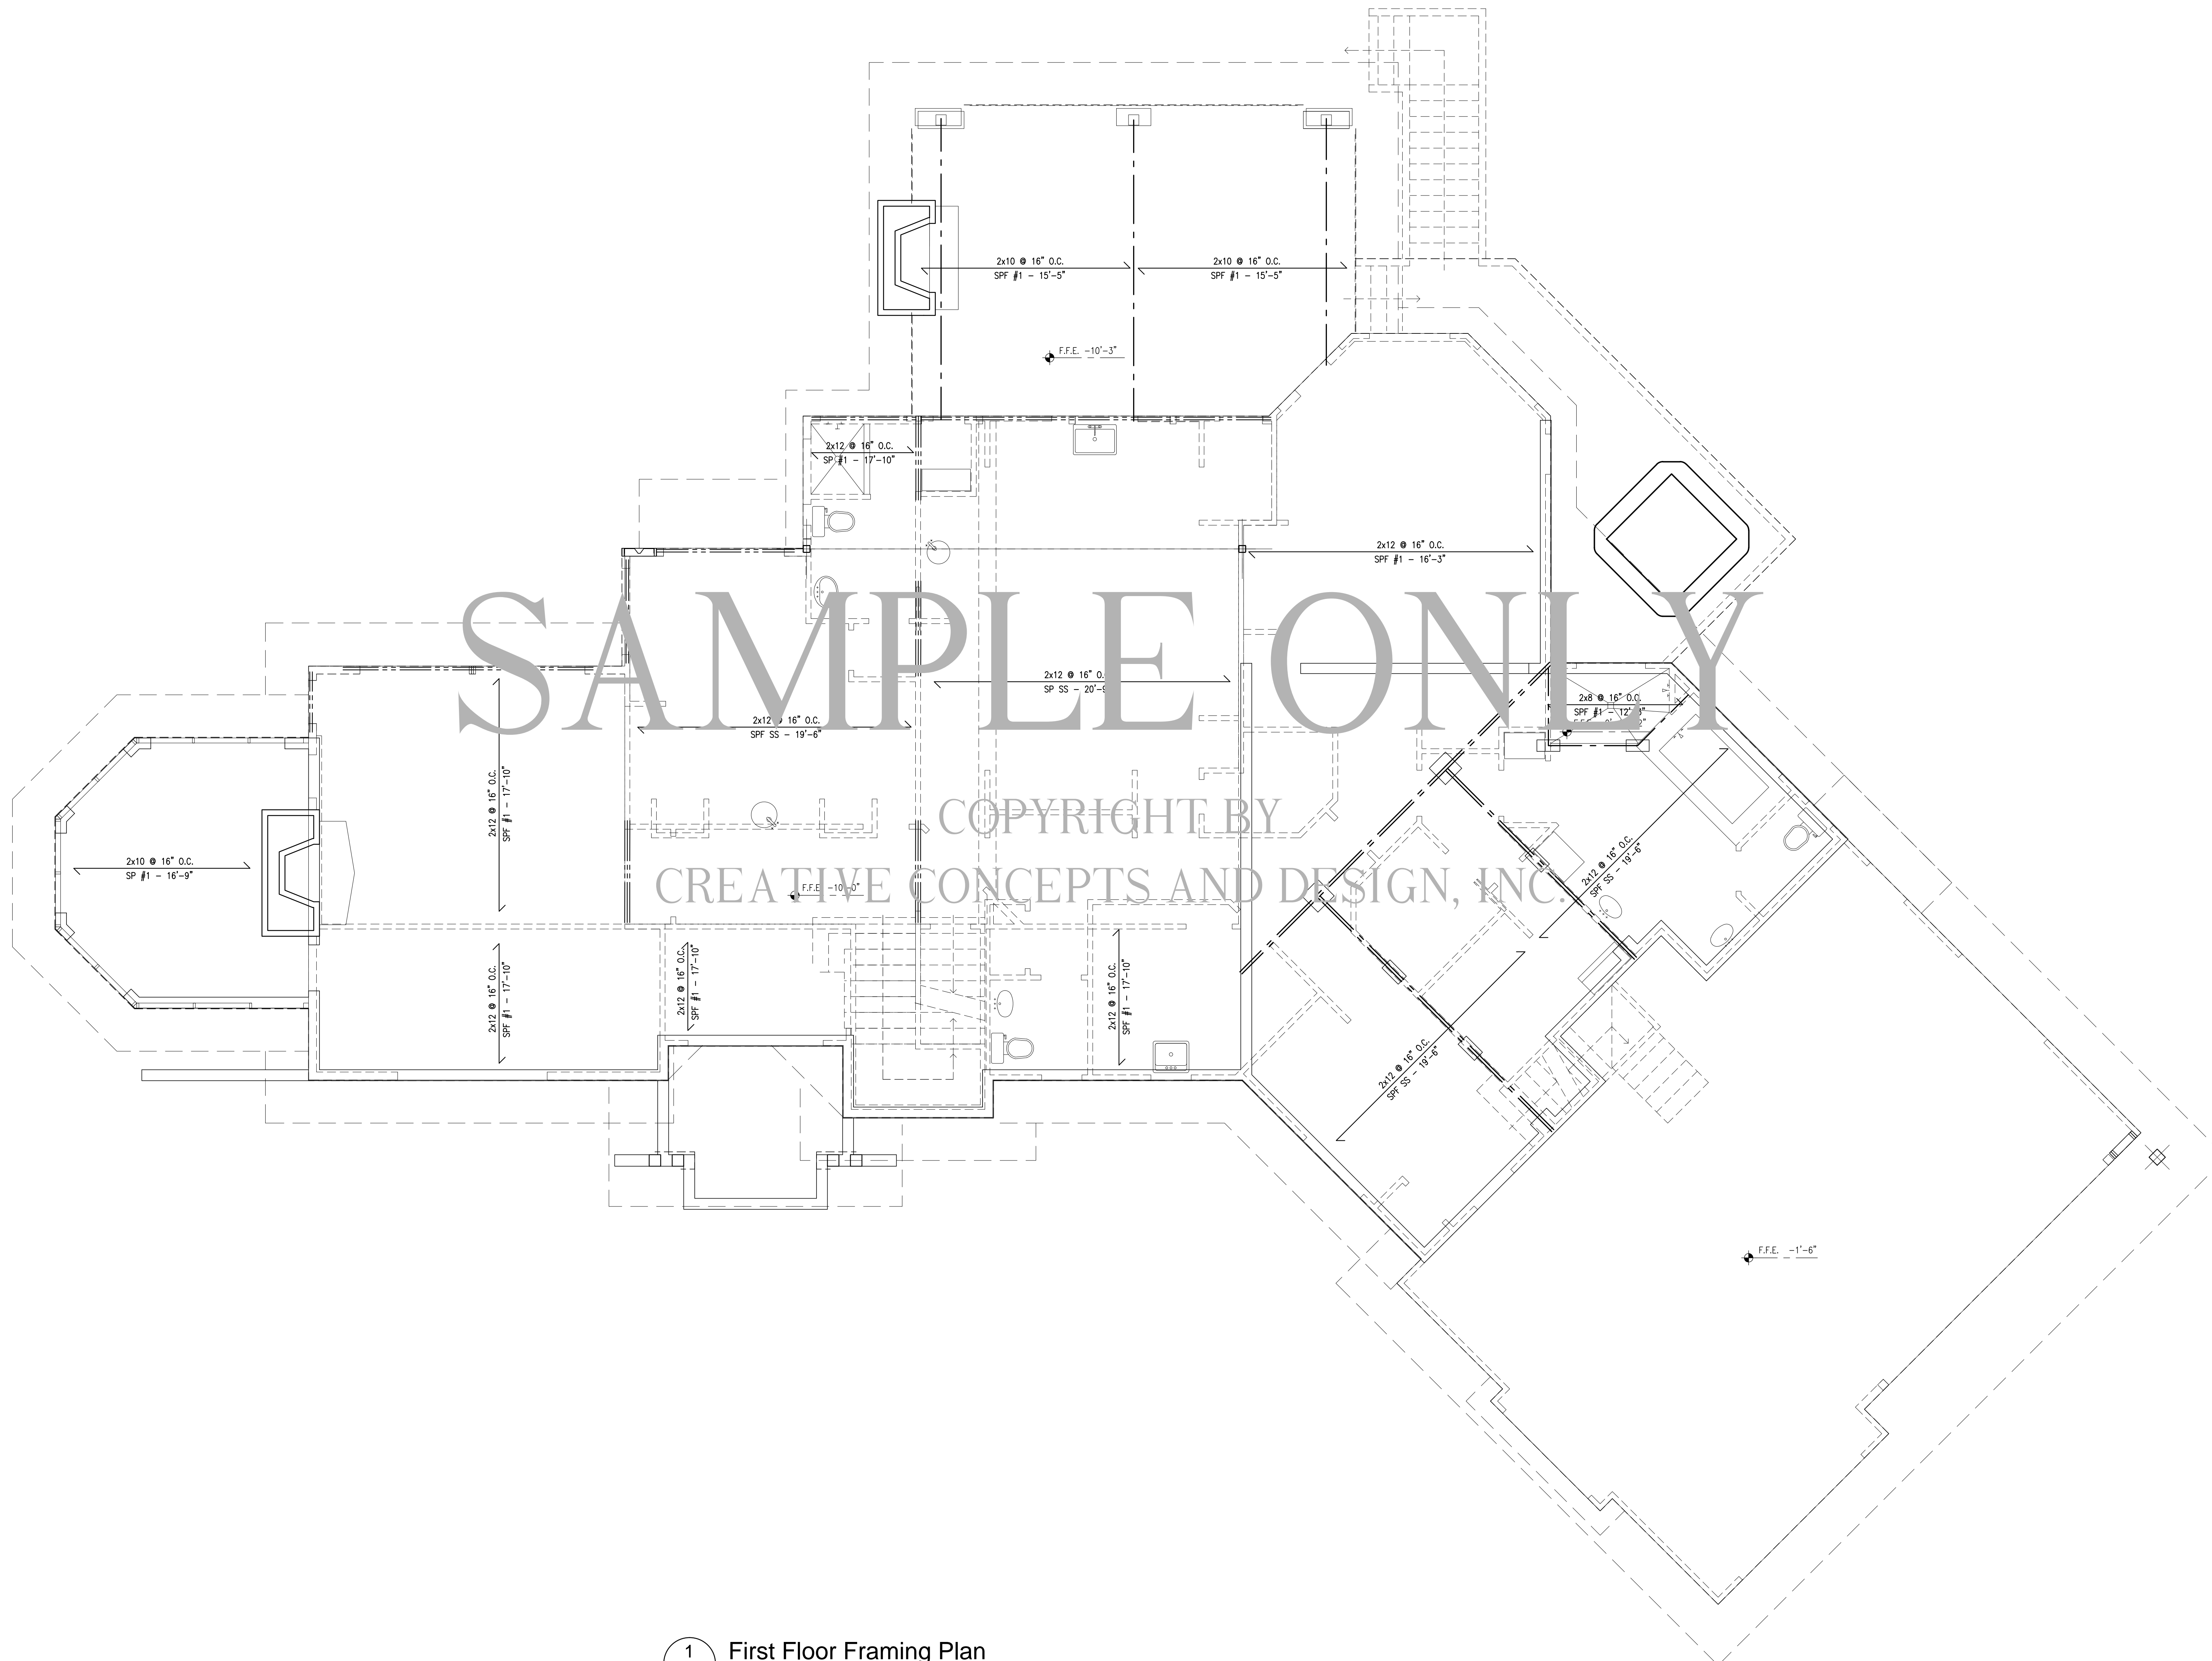 2x10 @ 16" O.C.
SPF #1 - 15'-5"
2x10 @ 16" O.C.
SPF #1 - 15'-5"
F.F.E. -10'-3"
2x12 @ 16" O.C.
SP #1 - 17'-10"
2x12 @ 16" O.C.
SPF #1 - 16'-3"
SAMPLE ONLY
2x12 @ 16" O.C.
SP SS - 20'-9
2x8 @ 16" O.C.
SPF #1 - 12'
2x12 @ 16" O.C.
SPF SS - 19'-6"
2x12 @ 16" O.C.
SPF #1 - 17'-10"
COPYRIGHT BY
CREATIVE CONCEPTS AND DESIGN, INC.
2x10 @ 16" O.C.
SP #1 - 16'-9"
F.F.E. -10'-0"
2x12 @ 16" O.C.
SPF SS - 19'-6"
2x12 @ 16" O.C.
SPF #1 - 17'-10"
2x12 @ 16" O.C.
SPF #1 - 17'-10"
2x12 @ 16" O.C.
SPF #1 - 17'-10"
2x12 @ 16" O.C.
SPF SS - 19'-6"
F.F.E. -1'-6"
1 First Floor Framing Plan